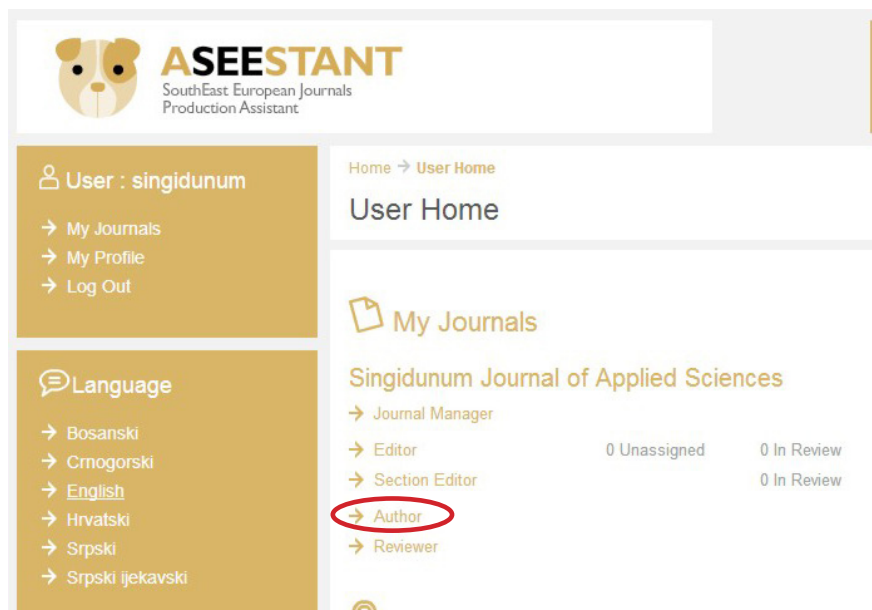 ASEESTANT
SouthEast European Journals
Production Assistant
User : singidunum
My Journals
My Profile
Log Out
Language
Bosanski
Crnogorski
English
Hrvatski
Srpski
Srpski ijekavski
Home → User Home
User Home
My Journals
Singidunum Journal of Applied Sciences
Journal Manager
Editor 0 Unassigned 0 In Review
Section Editor 0 In Review
Author
Reviewer